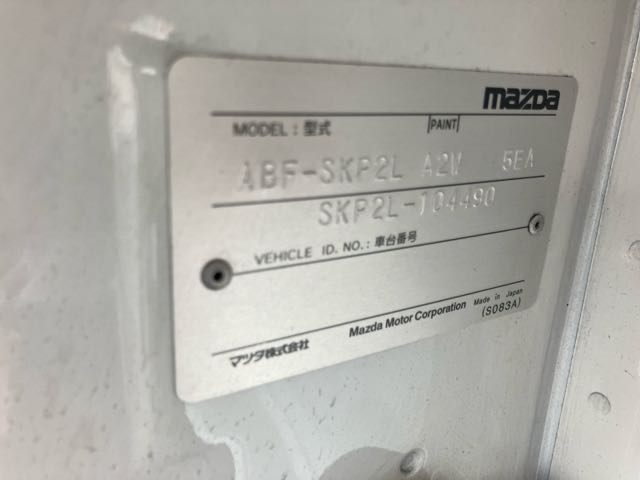 mazda
MODEL : 型式 PAINT
ABF-SKP2L A2W 5EA
SKP2L-104490
VEHICLE ID. NO. : 車台番号
マツダ株式会社 Mazda Motor Corporation Made in Japan
(S083A)